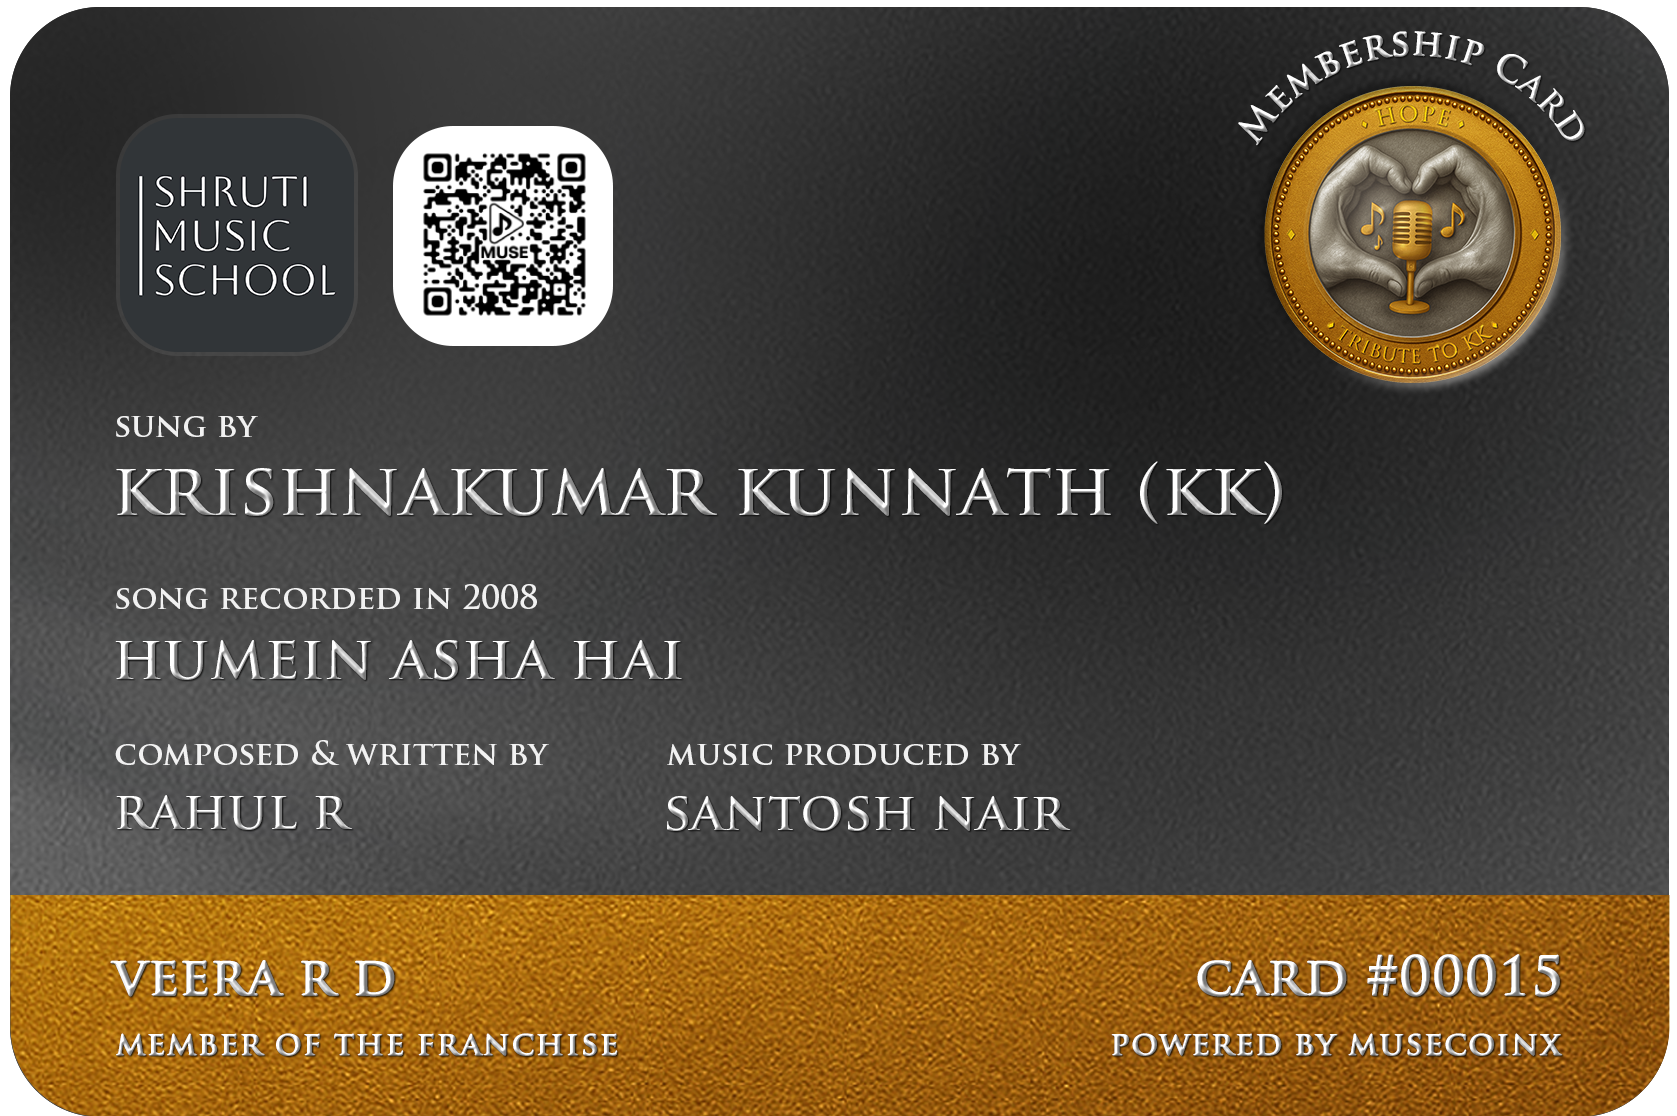 MEMBERSHIP CARD
HOPE
TRIBUTE TO KK
SHRUTI
MUSIC
SCHOOL
MUSE
SUNG BY
KRISHNAKUMAR KUNNATH (KK)
SONG RECORDED IN 2008
HUMEIN ASHA HAI
COMPOSED & WRITTEN BY
RAHUL R
MUSIC PRODUCED BY
SANTOSH NAIR
VEERA R D
MEMBER OF THE FRANCHISE
CARD #00015
POWERED BY MUSECOINX